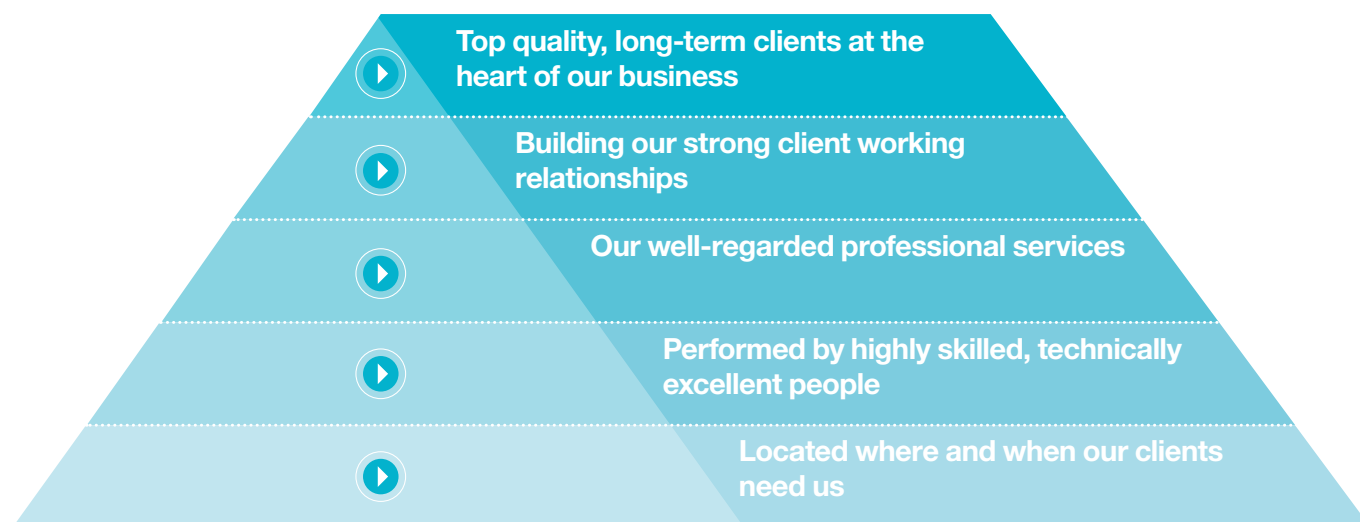 Top quality, long-term clients at the
heart of our business
Building our strong client working
relationships
Our well-regarded professional services
Performed by highly skilled, technically
excellent people
Located where and when our clients
need us